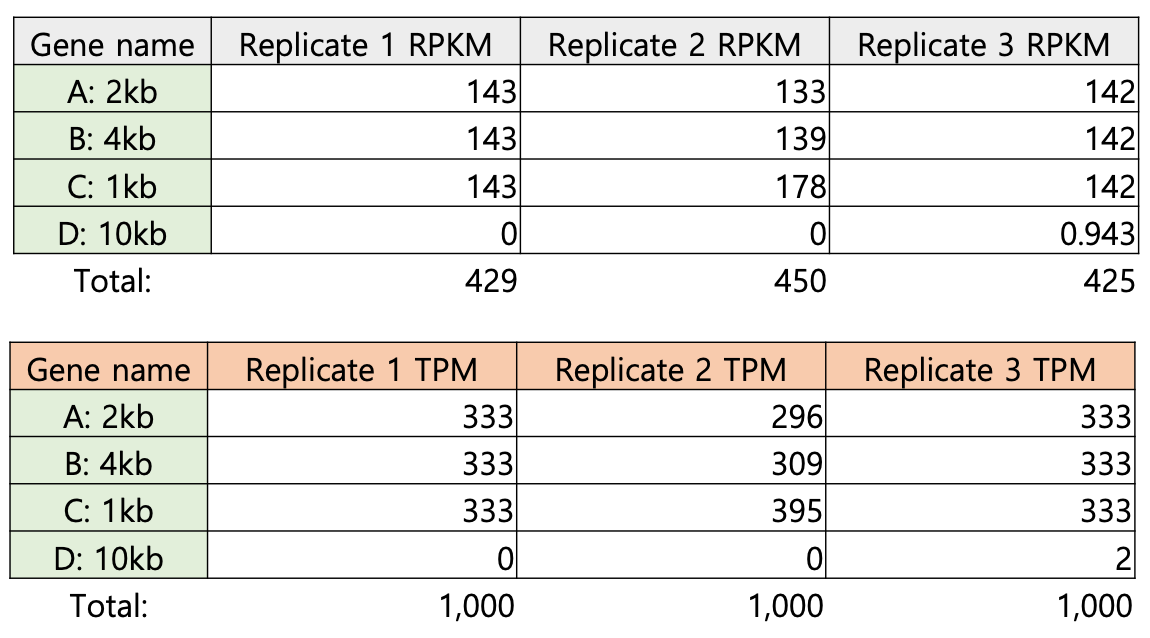 Gene name Replicate 1 RPKM Replicate 2 RPKM Replicate 3 RPKM
A: 2kb 143 133 142
B: 4kb 143 139 142
C: 1kb 143 178 142
D: 10kb 0 0 0.943
Total: 429 450 425
Gene name Replicate 1 TPM Replicate 2 TPM Replicate 3 TPM
A: 2kb 333 296 333
B: 4kb 333 309 333
C: 1kb 333 395 333
D: 10kb 0 0 2
Total: 1,000 1,000 1,000